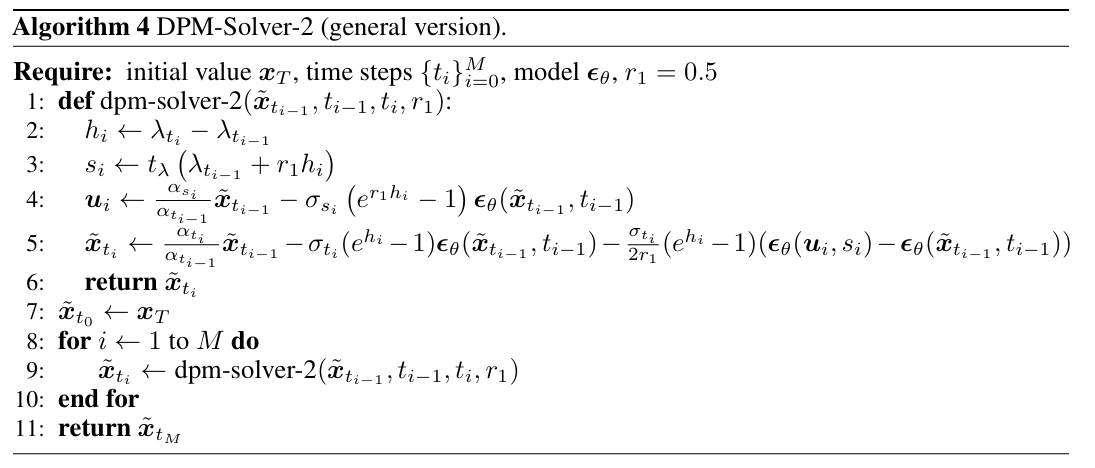 Algorithm 4 DPM-Solver-2 (general version).
Require: initial value $\boldsymbol{x}_T$, time steps $\{t_i\}_{i=0}^{M}$, model $\boldsymbol{\epsilon}_\theta$, $r_1 = 0.5$
1: def dpm-solver-2($\tilde{\boldsymbol{x}}_{t_{i-1}}, t_{i-1}, t_i, r_1$):
2: $h_i \leftarrow \lambda_{t_i} - \lambda_{t_{i-1}}$
3: $s_i \leftarrow t_\lambda \left(\lambda_{t_{i-1}} + r_1 h_i\right)$
4: $\boldsymbol{u}_i \leftarrow \frac{\alpha_{s_i}}{\alpha_{t_{i-1}}} \tilde{\boldsymbol{x}}_{t_{i-1}} - \sigma_{s_i} \left(e^{r_1 h_i} - 1\right) \boldsymbol{\epsilon}_\theta(\tilde{\boldsymbol{x}}_{t_{i-1}}, t_{i-1})$
5: $\tilde{\boldsymbol{x}}_{t_i} \leftarrow \frac{\alpha_{t_i}}{\alpha_{t_{i-1}}} \tilde{\boldsymbol{x}}_{t_{i-1}} - \sigma_{t_i}(e^{h_i} - 1)\boldsymbol{\epsilon}_\theta(\tilde{\boldsymbol{x}}_{t_{i-1}}, t_{i-1}) - \frac{\sigma_{t_i}}{2r_1}(e^{h_i} - 1)(\boldsymbol{\epsilon}_\theta(\boldsymbol{u}_i, s_i) - \boldsymbol{\epsilon}_\theta(\tilde{\boldsymbol{x}}_{t_{i-1}}, t_{i-1}))$
6: return $\tilde{\boldsymbol{x}}_{t_i}$
7: $\tilde{\boldsymbol{x}}_{t_0} \leftarrow \boldsymbol{x}_T$
8: for $i \leftarrow 1$ to $M$ do
9: $\tilde{\boldsymbol{x}}_{t_i} \leftarrow$ dpm-solver-2($\tilde{\boldsymbol{x}}_{t_{i-1}}, t_{i-1}, t_i, r_1$)
10: end for
11: return $\tilde{\boldsymbol{x}}_{t_M}$